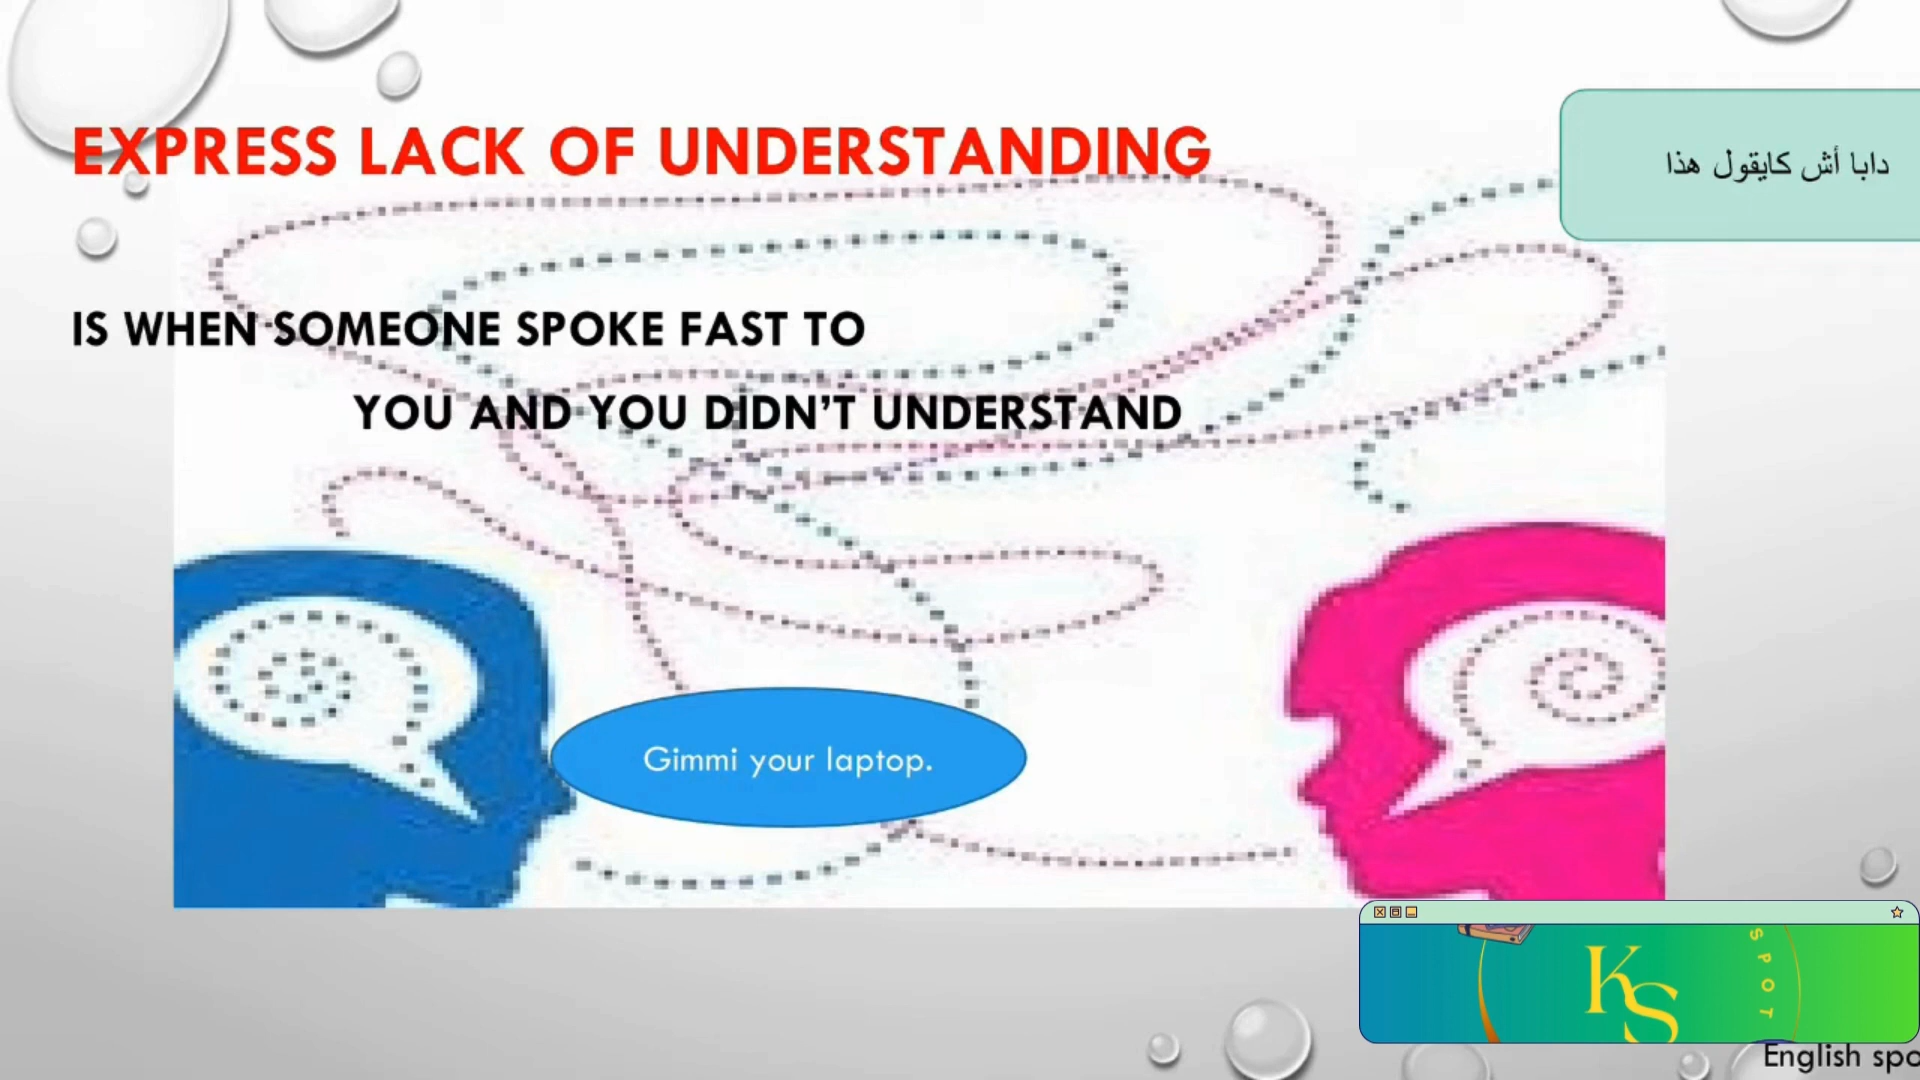 EXPRESS LACK OF UNDERSTANDING
دابا أش كايقول هذا
IS WHEN SOMEONE SPOKE FAST TO
YOU AND YOU DIDN'T UNDERSTAND
Gimmi your laptop.
SPOT
KS
English spo